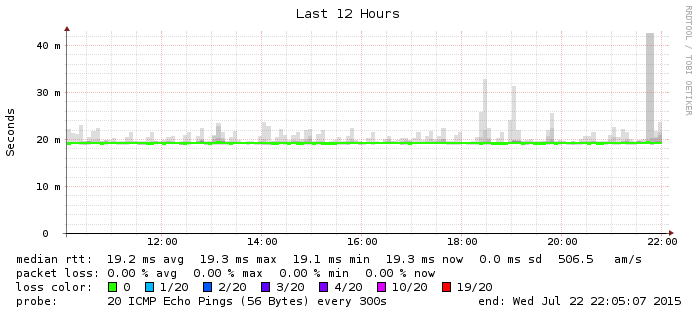 Last 12 Hours
RRDTOOL / TOBI OETIKER
Seconds
40 m
30 m
20 m
10 m
0
12:00 14:00 16:00 18:00 20:00 22:00
median rtt: 19.2 ms avg 19.3 ms max 19.1 ms min 19.3 ms now 0.0 ms sd 506.5 am/s
packet loss: 0.00 % avg 0.00 % max 0.00 % min 0.00 % now
loss color: 0 1/20 2/20 3/20 4/20 10/20 19/20
probe: 20 ICMP Echo Pings (56 Bytes) every 300s end: Wed Jul 22 22:05:07 2015